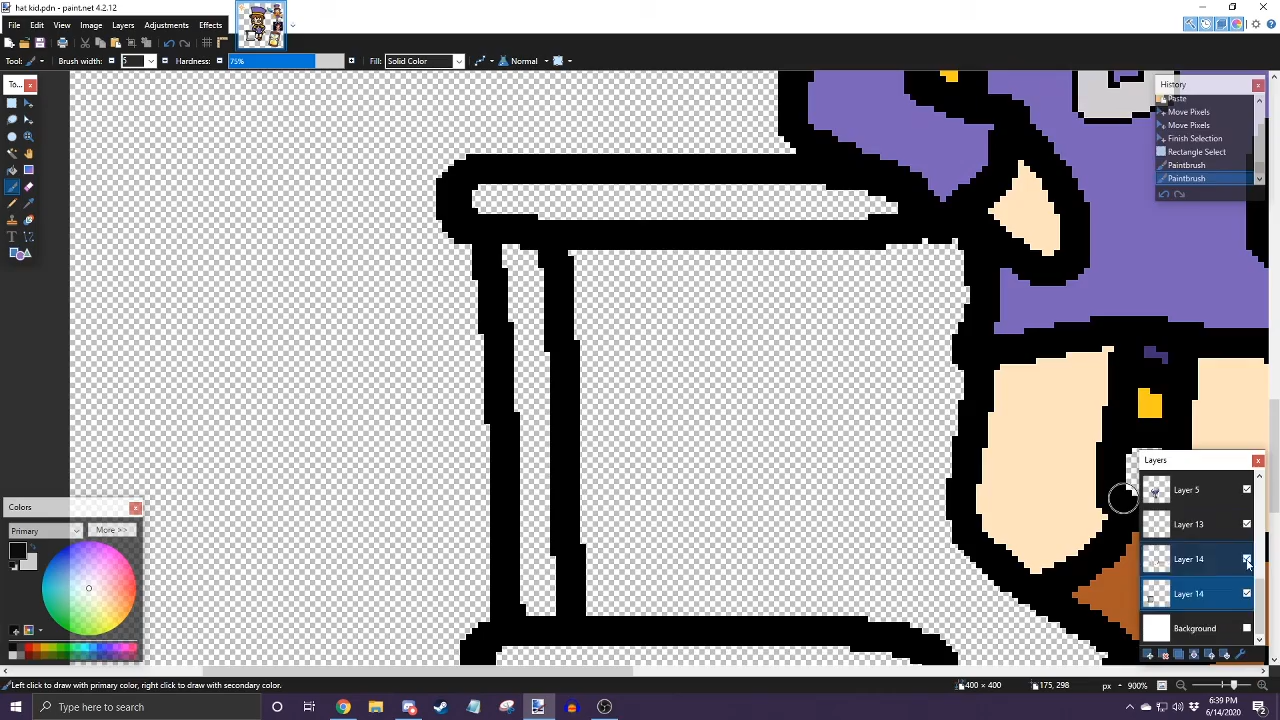 hat kid.pdn - paint.net 4.2.12
File Edit View Image Layers Adjustments Effects
Tool: Brush width: 5 Hardness: 75% Fill: Solid Color Normal
To...
History
Paste
Move Pixels
Move Pixels
Finish Selection
Rectangle Select
Paintbrush
Paintbrush
Layers
Layer 5
Layer 13
Layer 14
Layer 14
Background
Colors
Primary More >>
Left click to draw with primary color, right click to draw with secondary color.
400 × 400 175, 298 px 900%
Type here to search
6:39 PM
6/14/2020
2